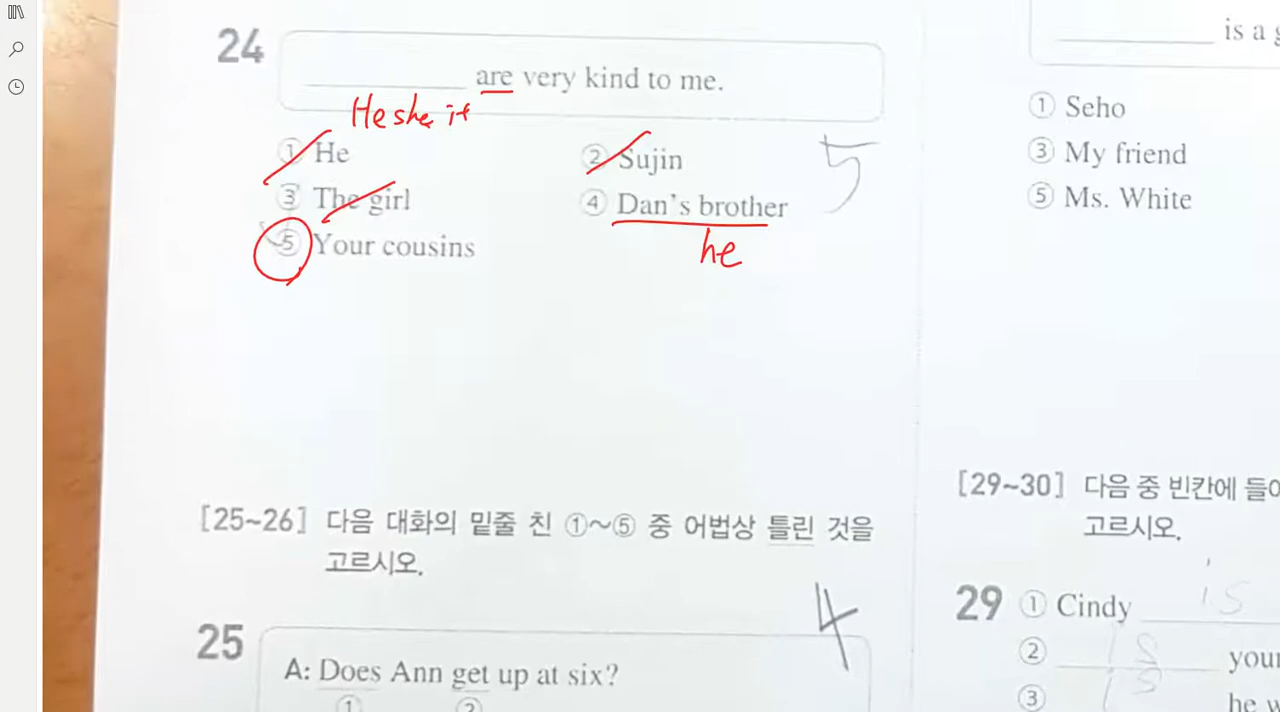 24
are very kind to me.
He she it
① He
② Sujin
5
③ The girl
④ Dan's brother
he
⑤ Your cousins
[25~26] 다음 대화의 밑줄 친 ①~⑤ 중 어법상 틀린 것을
고르시오.
4
25
A: Does Ann get up at six?
① ②
is a
① Seho
③ My friend
⑤ Ms. White
[29~30] 다음 중 빈칸에
고르시오.
29 ① Cindy is
② is
③ is he